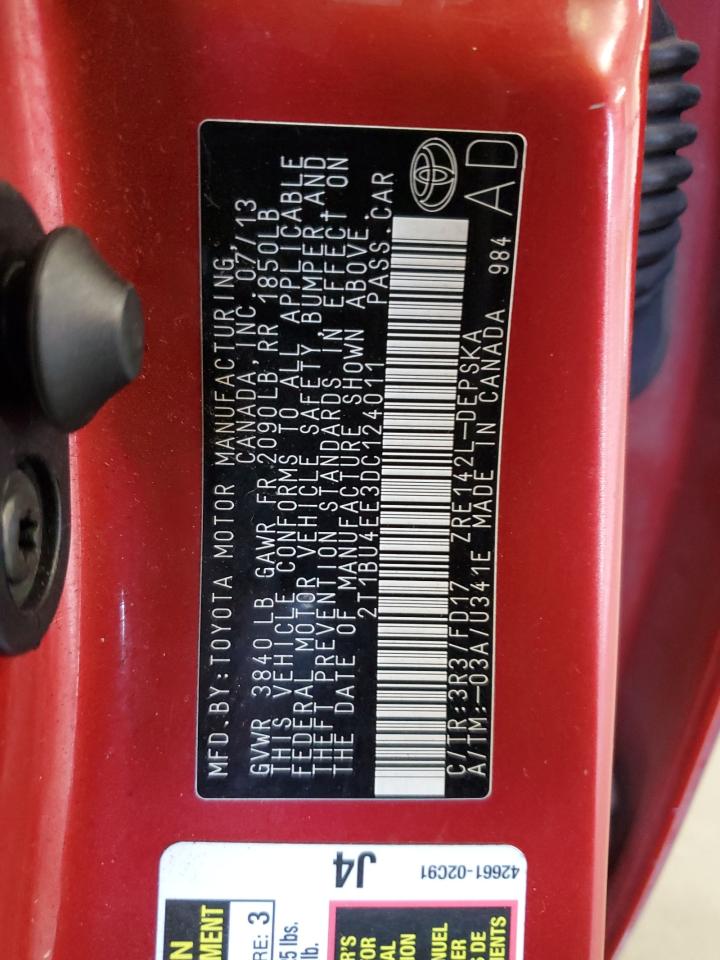 MFD.BY:TOYOTA MOTOR MANUFACTURING,
CANADA, INC. 07/13
GVWR 3840LB GAWR FR 2090LB, RR 1850LB
THIS VEHICLE CONFORMS TO ALL APPLICABLE
FEDERAL MOTOR VEHICLE SAFETY, BUMPER AND
THEFT PREVENTION STANDARDS IN EFFECT ON
THE DATE OF MANUFACTURE SHOWN ABOVE.
2T1BU4EE3DC124011 PASS.CAR
C/TR:3R3/FD17 ZRE142L-DEPSKA
A/TM:-03A/U341E MADE IN CANADA 984
AD
J4
42661-02C91
3
lb.